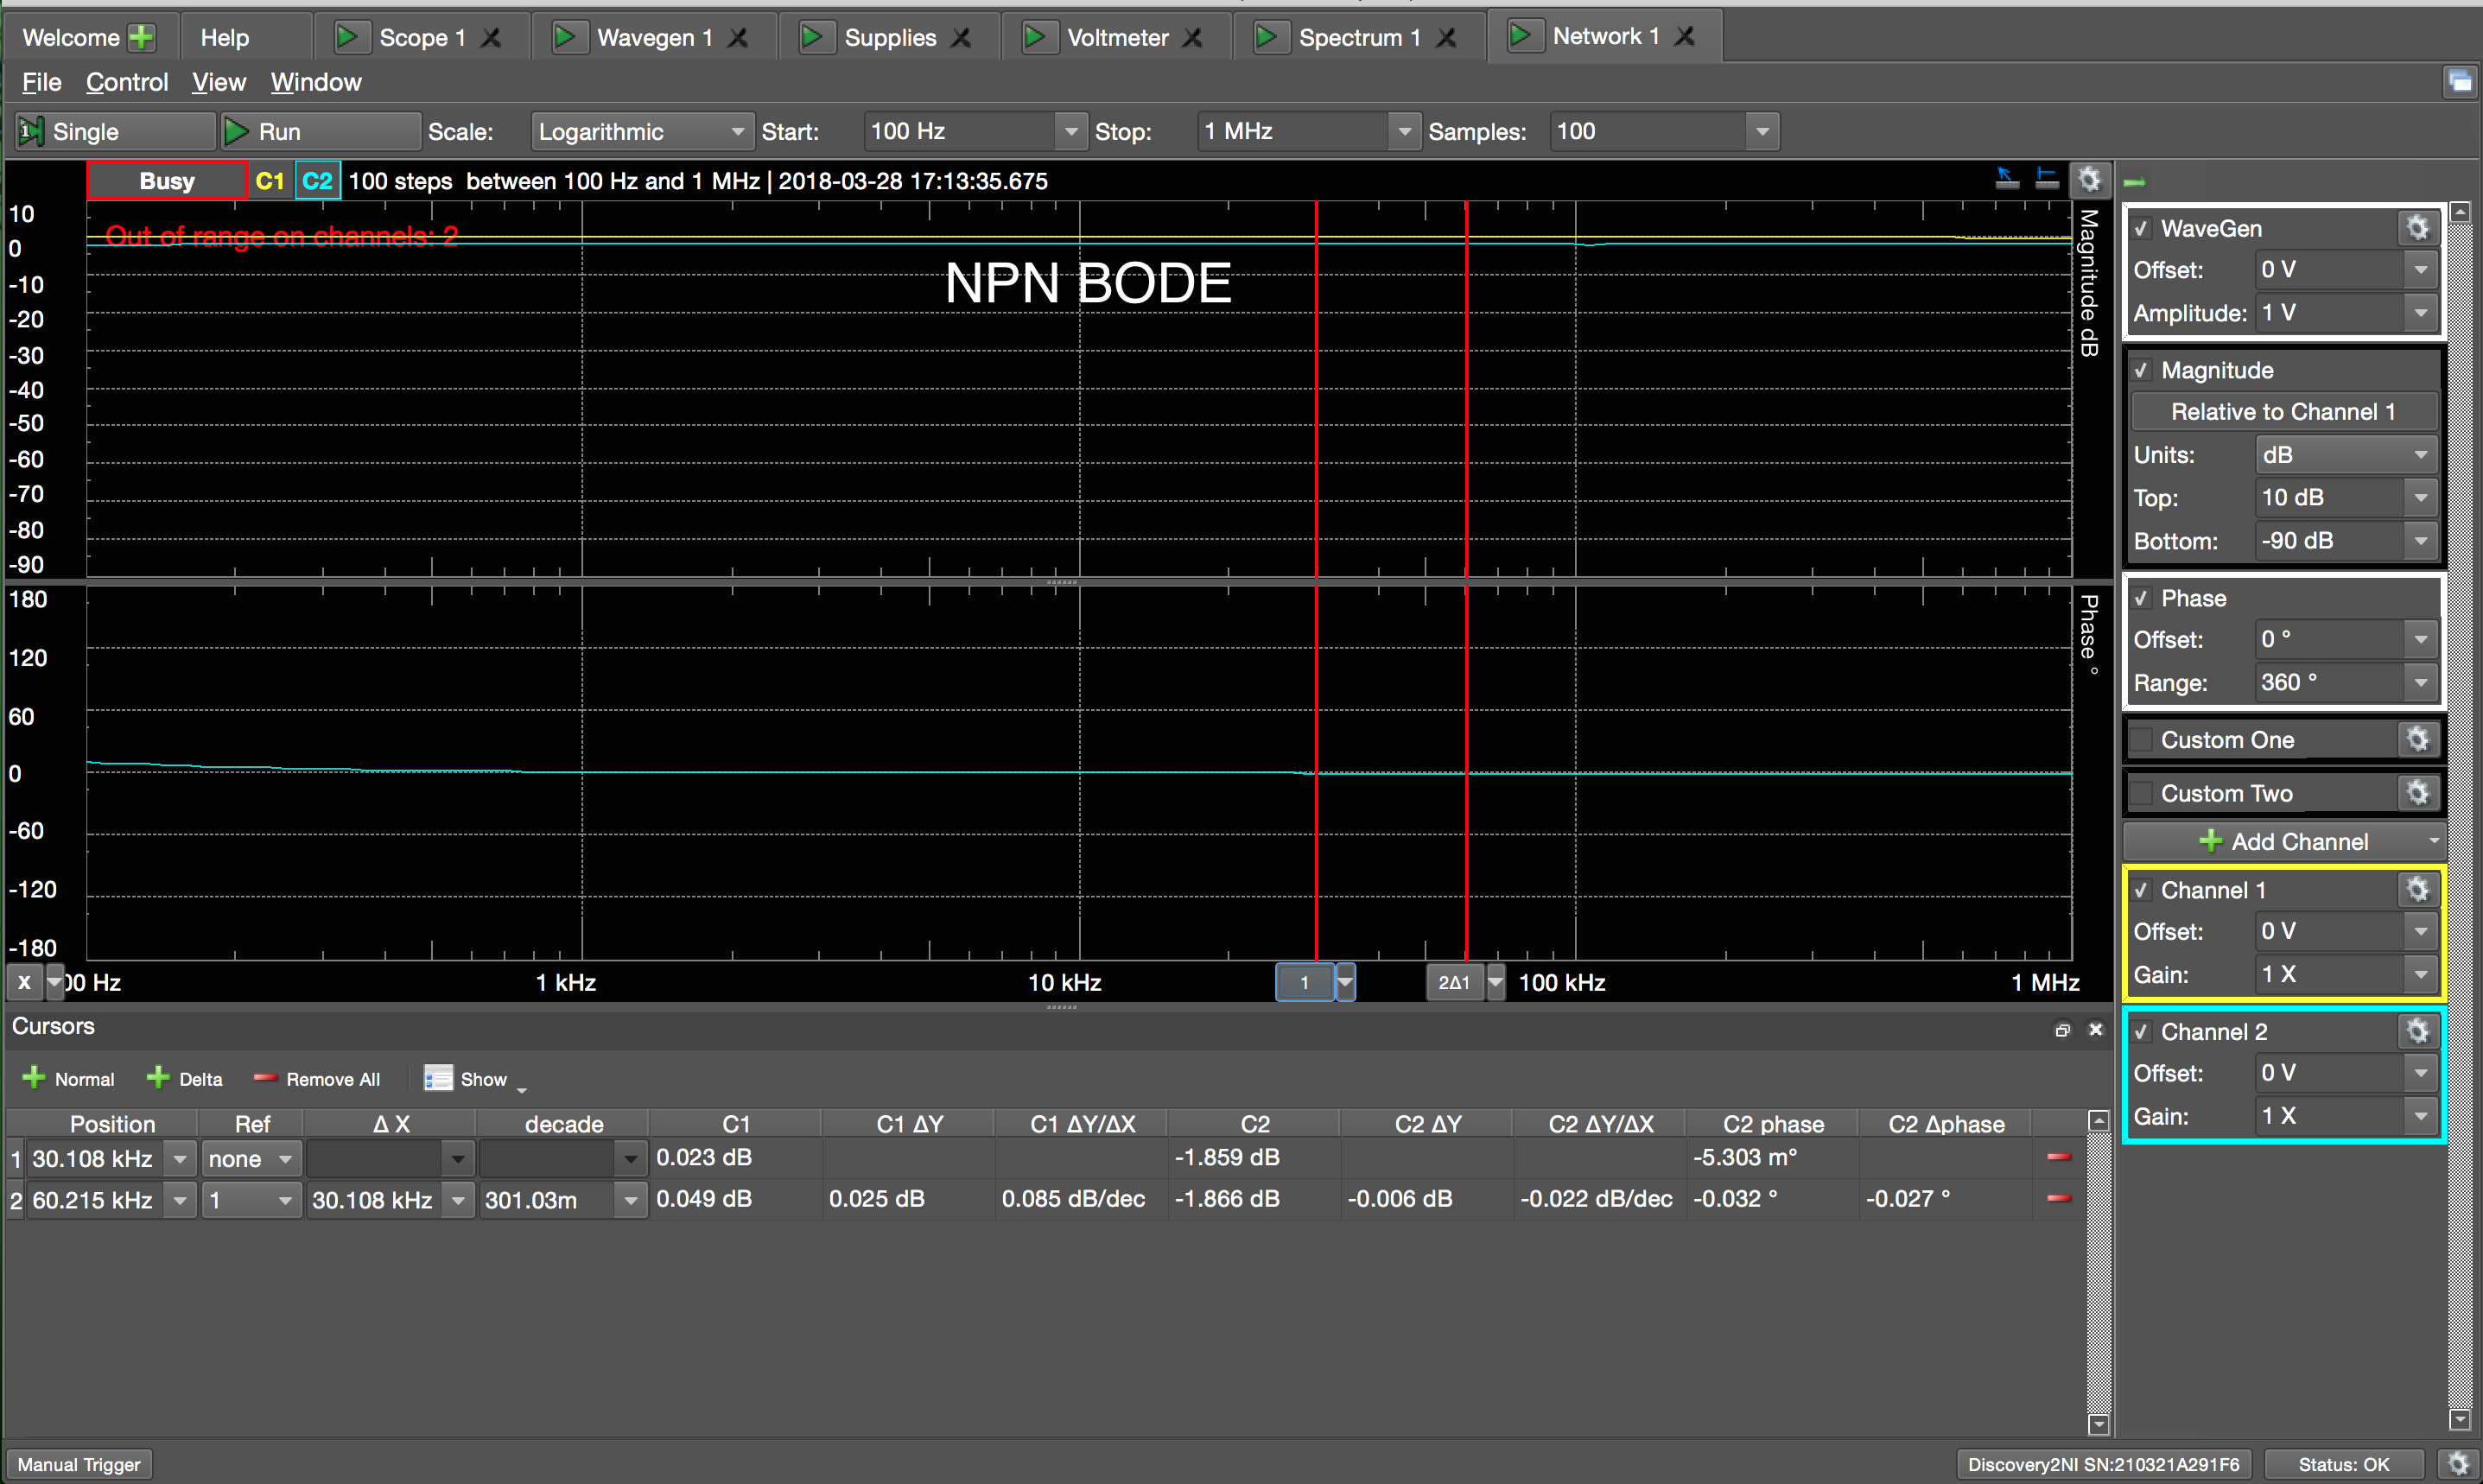 Welcome Help Scope 1 Wavegen 1 Supplies Voltmeter Spectrum 1 Network 1
File Control View Window
Single Run Scale: Logarithmic Start: 100 Hz Stop: 1 MHz Samples: 100
Busy C1 C2 100 steps between 100 Hz and 1 MHz | 2018-03-28 17:13:35.675
Out of range on channels: 2
NPN BODE
10
0
-10
-20
-30
-40
-50
-60
-70
-80
-90
Magnitude dB
180
120
60
0
-60
-120
-180
Phase °
X 00 Hz 1 kHz 10 kHz 1 2Δ1 100 kHz 1 MHz
WaveGen
Offset: 0 V
Amplitude: 1 V
Magnitude
Relative to Channel 1
Units: dB
Top: 10 dB
Bottom: -90 dB
Phase
Offset: 0 °
Range: 360 °
Custom One
Custom Two
Add Channel
Channel 1
Offset: 0 V
Gain: 1 X
Channel 2
Offset: 0 V
Gain: 1 X
Cursors
Normal Delta Remove All Show
Position Ref Δ X decade C1 C1 ΔY C1 ΔY/ΔX C2 C2 ΔY C2 ΔY/ΔX C2 phase C2 Δphase
1 30.108 kHz none 0.023 dB -1.859 dB -5.303 m°
2 60.215 kHz 1 30.108 kHz 301.03m 0.049 dB 0.025 dB 0.085 dB/dec -1.866 dB -0.006 dB -0.022 dB/dec -0.032 ° -0.027 °
Manual Trigger Discovery2NI SN:210321A291F6 Status: OK